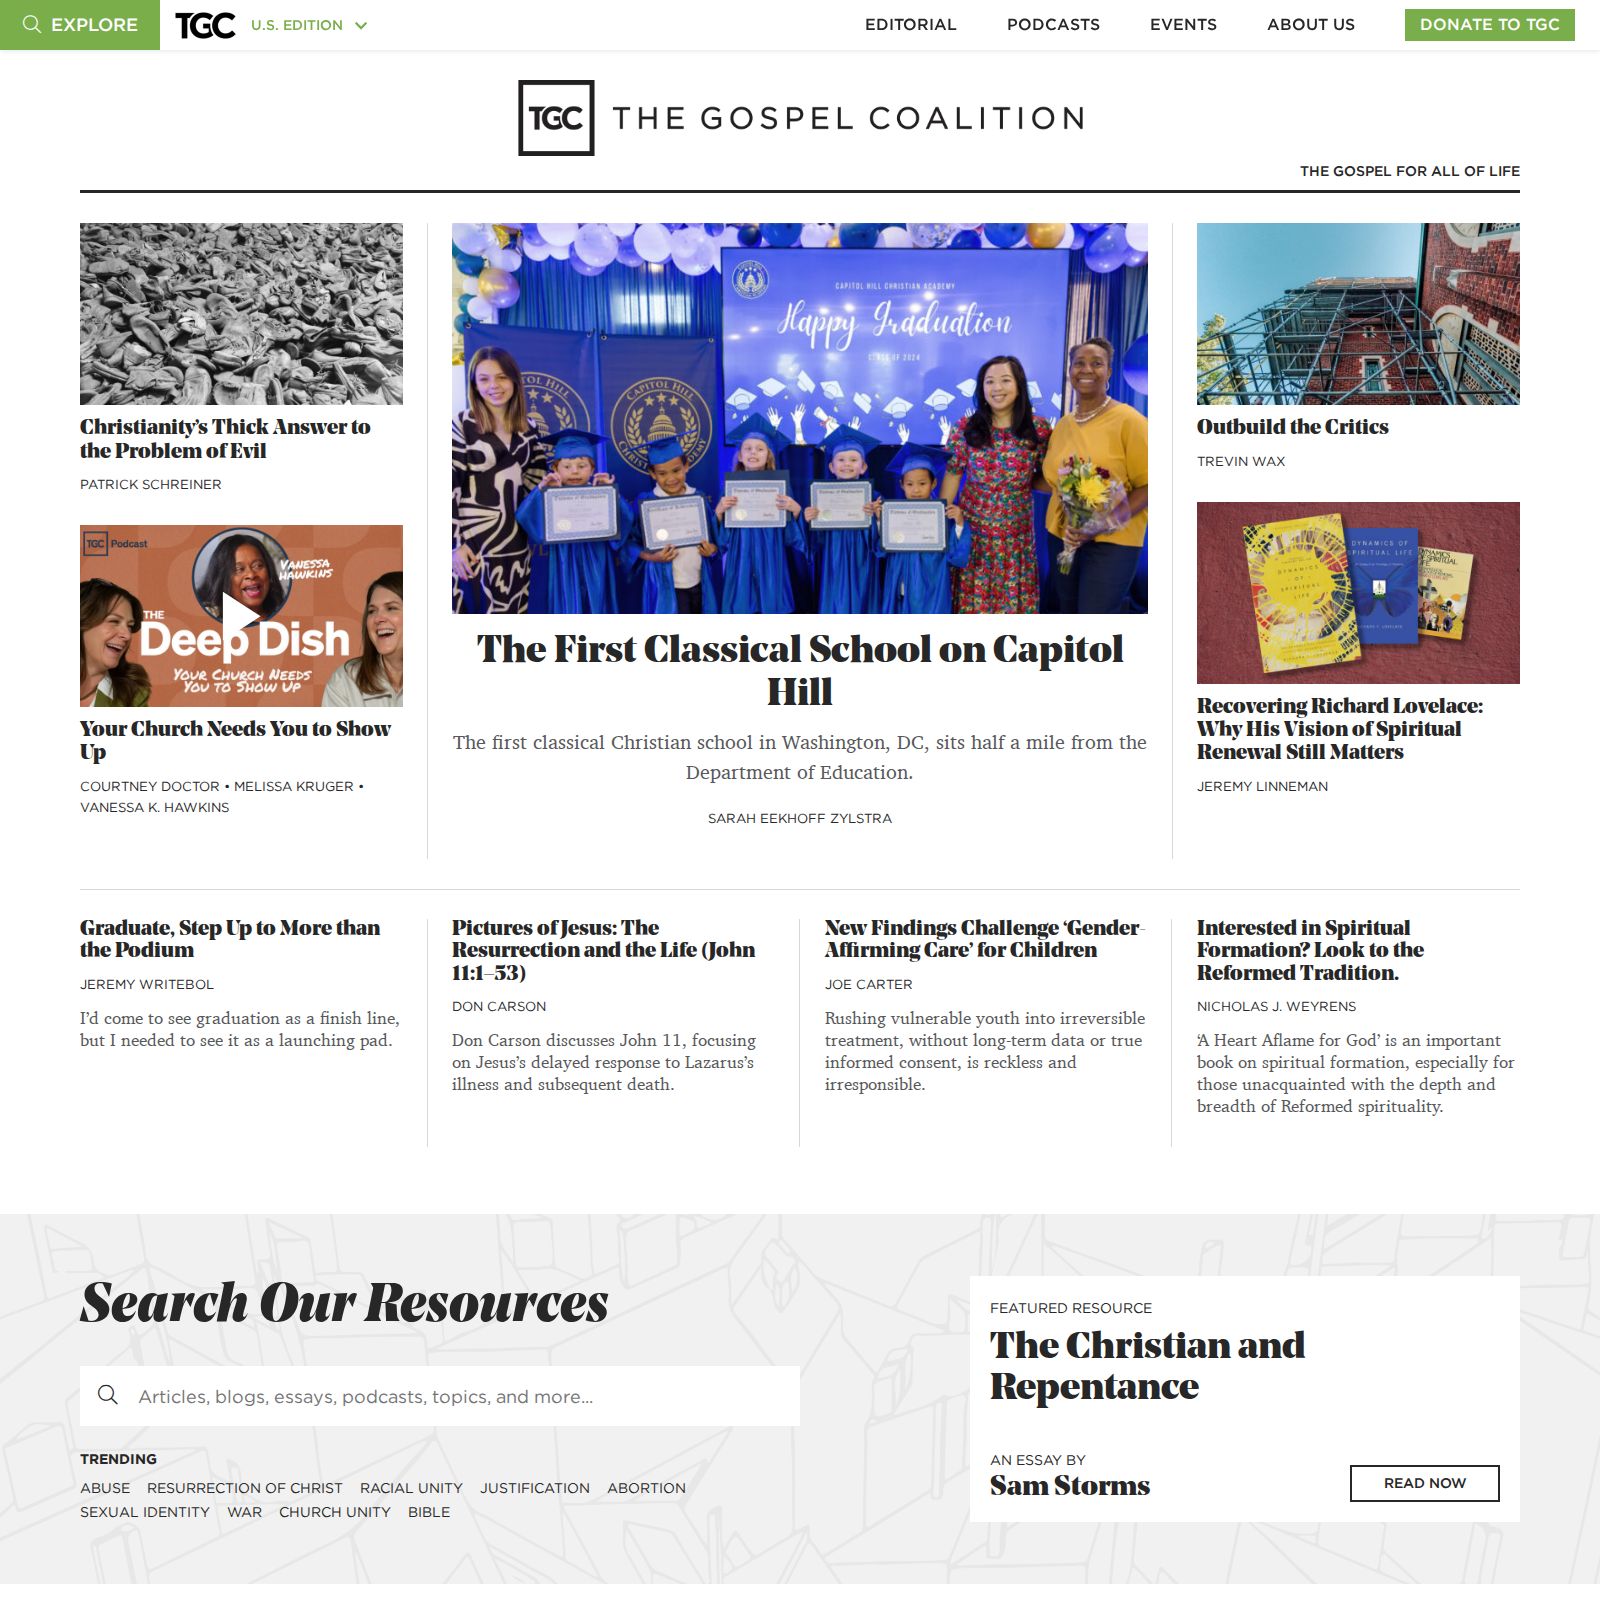 EXPLORE
TGC
U.S. EDITION
EDITORIAL
PODCASTS
EVENTS
ABOUT US
DONATE TO TGC
TGC
THE GOSPEL COALITION
THE GOSPEL FOR ALL OF LIFE
Christianity’s Thick Answer to
the Problem of Evil
PATRICK SCHREINER
TGC Podcast
VANESSA
HAWKINS
THE
Deep Dish
YOUR CHURCH NEEDS
YOU TO SHOW UP
Your Church Needs You to Show
Up
COURTNEY DOCTOR • MELISSA KRUGER •
VANESSA K. HAWKINS
CAPITOL HILL CHRISTIAN ACADEMY
Happy Graduation
CLASS OF 2024
CAPITOL HILL
The First Classical School on Capitol
Hill
The first classical Christian school in Washington, DC, sits half a mile from the
Department of Education.
SARAH EEKHOFF ZYLSTRA
Outbuild the Critics
TREVIN WAX
DYNAMICS
OF
SPIRITUAL
LIFE
DYNAMICS OF
SPIRITUAL LIFE
Recovering Richard Lovelace:
Why His Vision of Spiritual
Renewal Still Matters
JEREMY LINNEMAN
Graduate, Step Up to More than
the Podium
JEREMY WRITEBOL
I’d come to see graduation as a finish line,
but I needed to see it as a launching pad.
Pictures of Jesus: The
Resurrection and the Life (John
11:1–53)
DON CARSON
Don Carson discusses John 11, focusing
on Jesus’s delayed response to Lazarus’s
illness and subsequent death.
New Findings Challenge ‘Gender-
Affirming Care’ for Children
JOE CARTER
Rushing vulnerable youth into irreversible
treatment, without long-term data or true
informed consent, is reckless and
irresponsible.
Interested in Spiritual
Formation? Look to the
Reformed Tradition.
NICHOLAS J. WEYRENS
‘A Heart Aflame for God’ is an important
book on spiritual formation, especially for
those unacquainted with the depth and
breadth of Reformed spirituality.
Search Our Resources
Articles, blogs, essays, podcasts, topics, and more...
TRENDING
ABUSE RESURRECTION OF CHRIST RACIAL UNITY JUSTIFICATION ABORTION
SEXUAL IDENTITY WAR CHURCH UNITY BIBLE
FEATURED RESOURCE
The Christian and
Repentance
AN ESSAY BY
Sam Storms
READ NOW